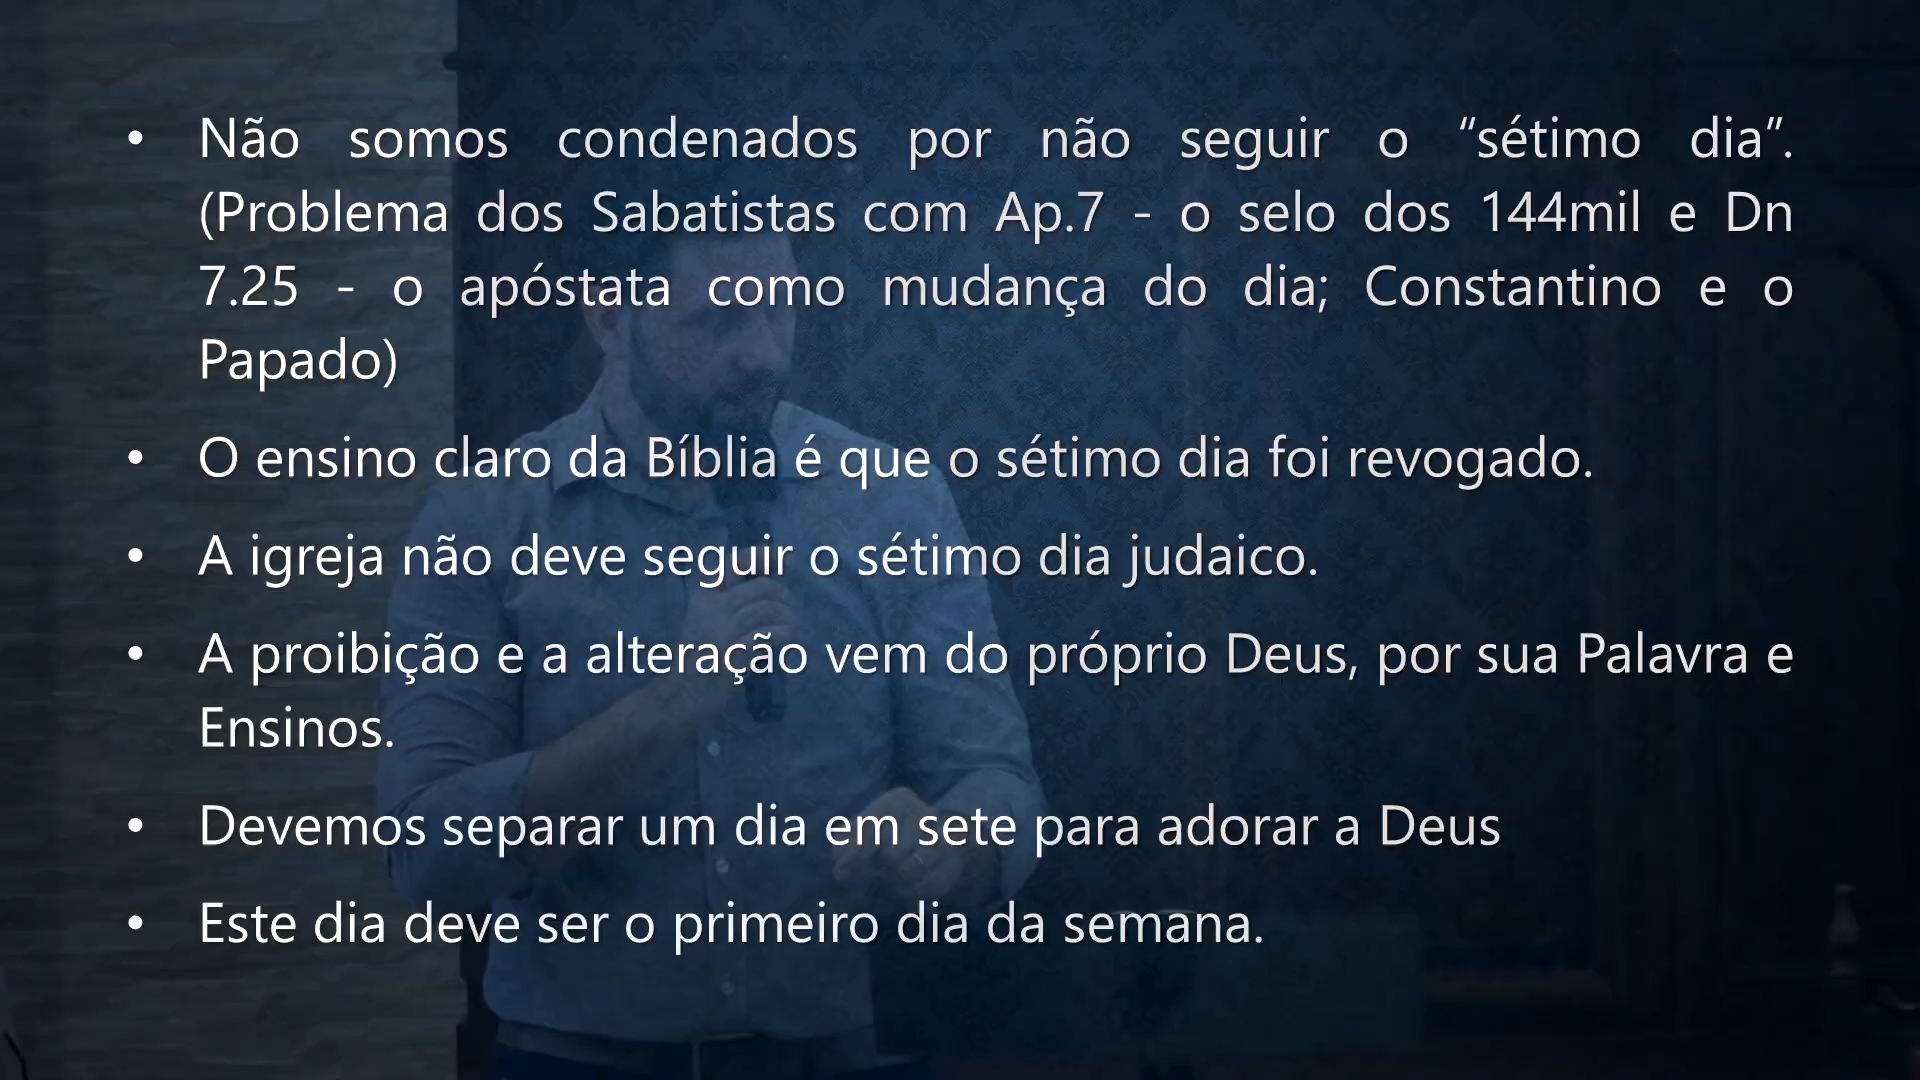 • Não somos condenados por não seguir o “sétimo dia”.
(Problema dos Sabatistas com Ap.7 - o selo dos 144mil e Dn
7.25 - o apóstata como mudança do dia; Constantino e o
Papado)
• O ensino claro da Bíblia é que o sétimo dia foi revogado.
• A igreja não deve seguir o sétimo dia judaico.
• A proibição e a alteração vem do próprio Deus, por sua Palavra e
Ensinos.
• Devemos separar um dia em sete para adorar a Deus
• Este dia deve ser o primeiro dia da semana.